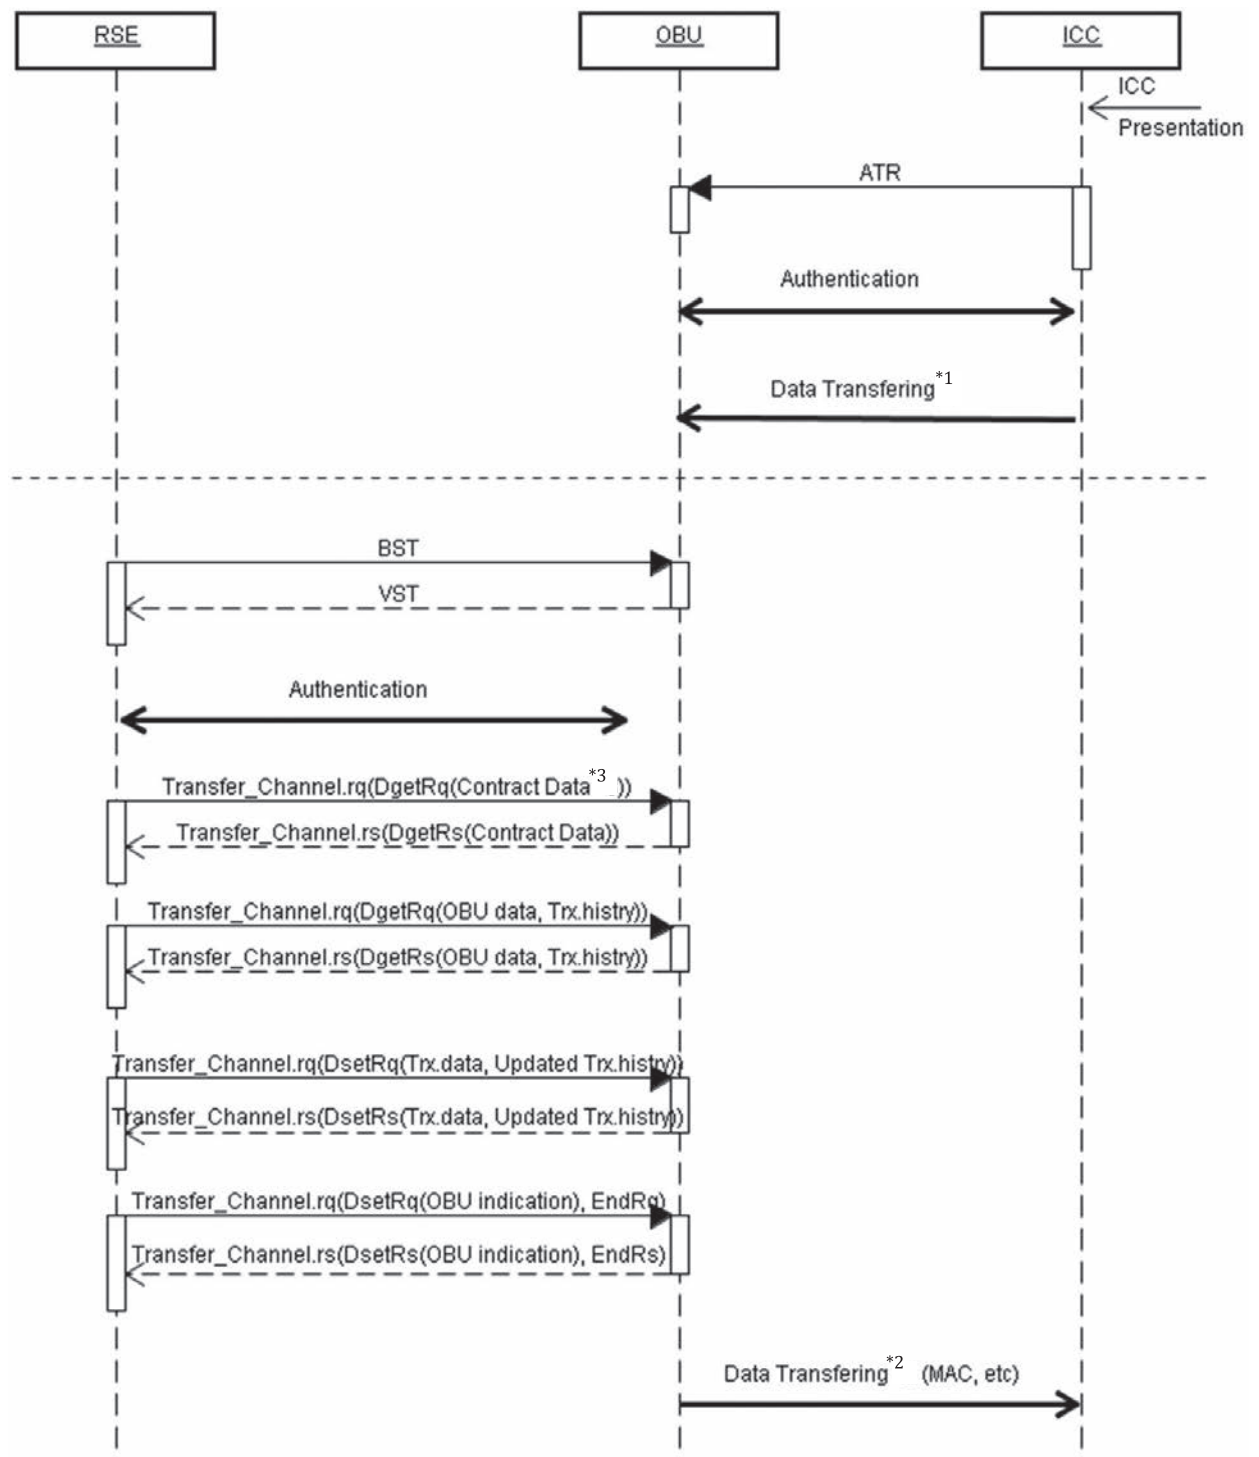 RSE
OBU
ICC
ICC
Presentation
ATR
Authentication
Data Transfering*1
BST
VST
Authentication
Transfer_Channel.rq(DgetRq(Contract Data*3 ))
Transfer_Channel.rs(DgetRs(Contract Data))
Transfer_Channel.rq(DgetRq(OBU data, Trx.histry))
Transfer_Channel.rs(DgetRs(OBU data, Trx.histry))
Transfer_Channel.rq(DsetRq(Trx.data, Updated Trx.histry))
Transfer_Channel.rs(DsetRs(Trx.data, Updated Trx.histry))
Transfer_Channel.rq(DsetRq(OBU indication), EndRq)
Transfer_Channel.rs(DsetRs(OBU indication), EndRs)
Data Transfering*2 (MAC, etc)